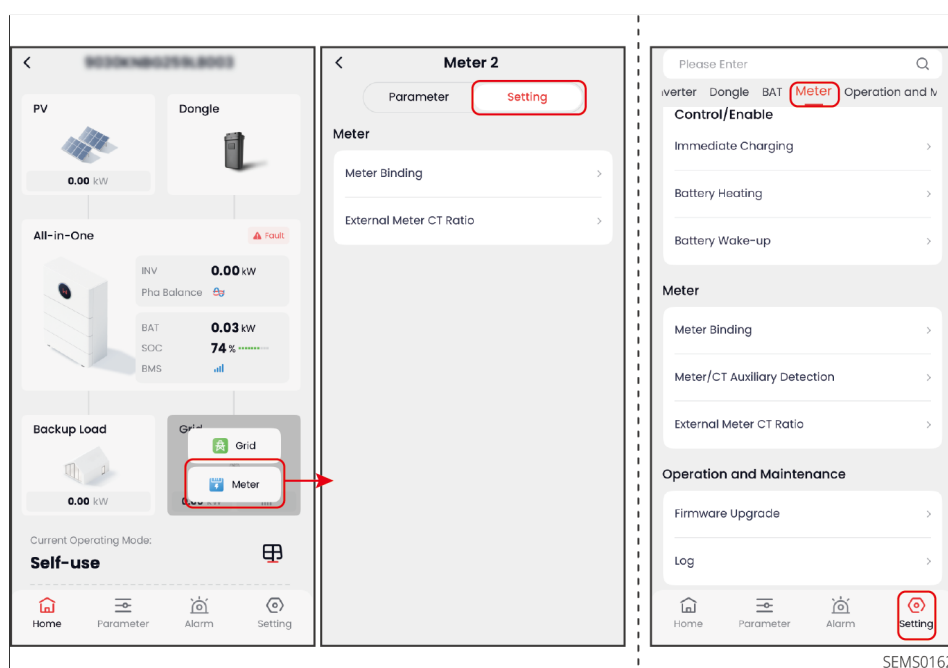 PV
Dongle
0.00 kW
All-in-One
Fault
INV 0.00 kW
Pha Balance
BAT 0.03 kW
SOC 74 %
BMS
Backup Load
Grid
Meter
0.00 kW
Current Operating Mode:
Self-use
Home Parameter Alarm Setting
Meter 2
Parameter Setting
Meter
Meter Binding
External Meter CT Ratio
Please Enter
Dongle BAT Meter Operation and
Control/Enable
Immediate Charging
Battery Heating
Battery Wake-up
Meter
Meter Binding
Meter/CT Auxiliary Detection
External Meter CT Ratio
Operation and Maintenance
Firmware Upgrade
Log
Home Parameter Alarm Setting